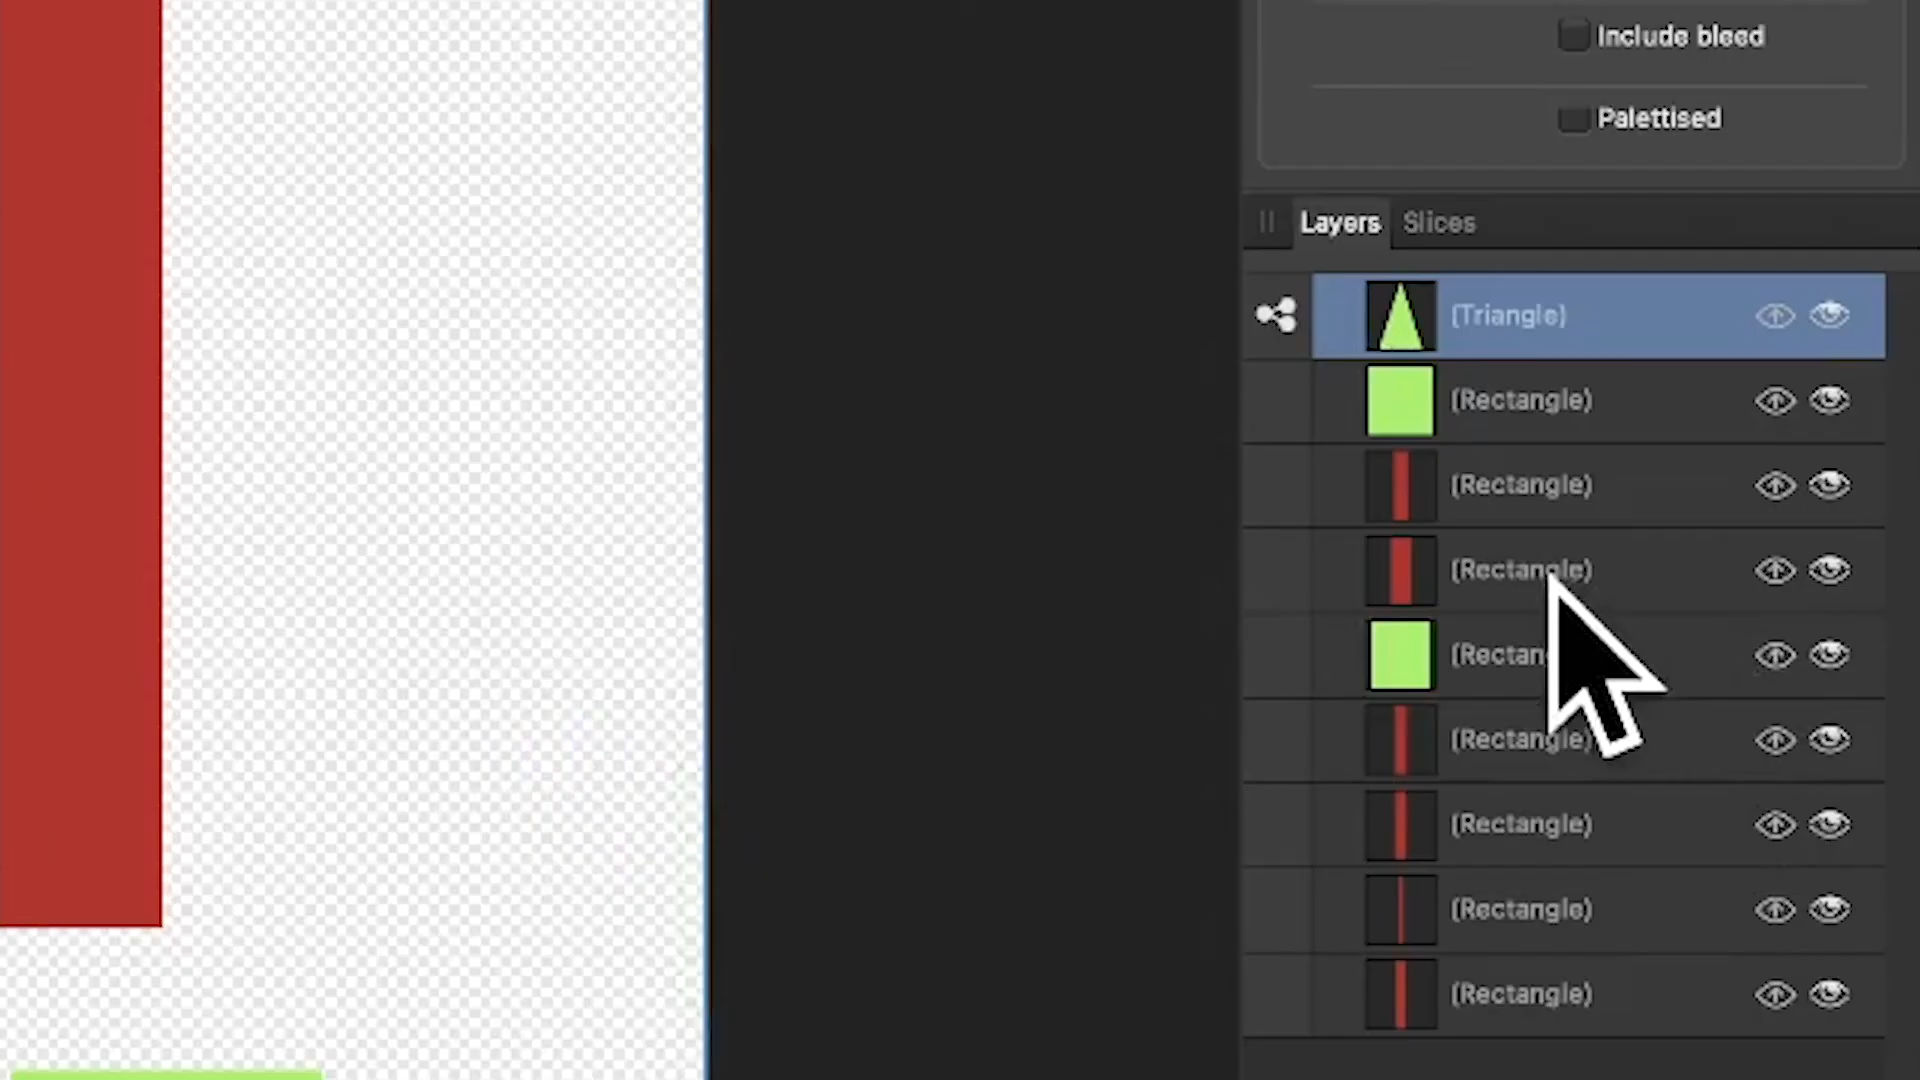 Include bleed
Palettised
Layers Slices
(Triangle)
(Rectangle)
(Rectangle)
(Rectangle)
(Rectan
(Rectangle)
(Rectangle)
(Rectangle)
(Rectangle)